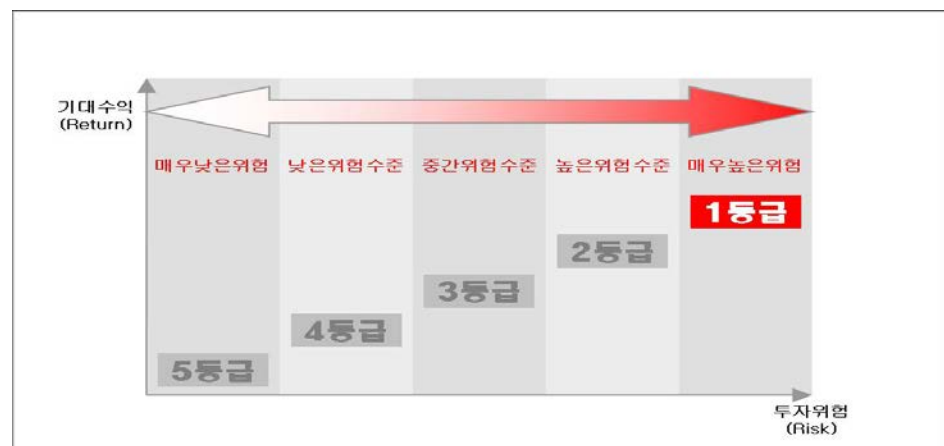 기대수익
(Return)
매우낮은위험 낮은위험수준 중간위험수준 높은위험수준 매우높은위험
1등급
2등급
3등급
4등급
5등급
투자위험
(Risk)